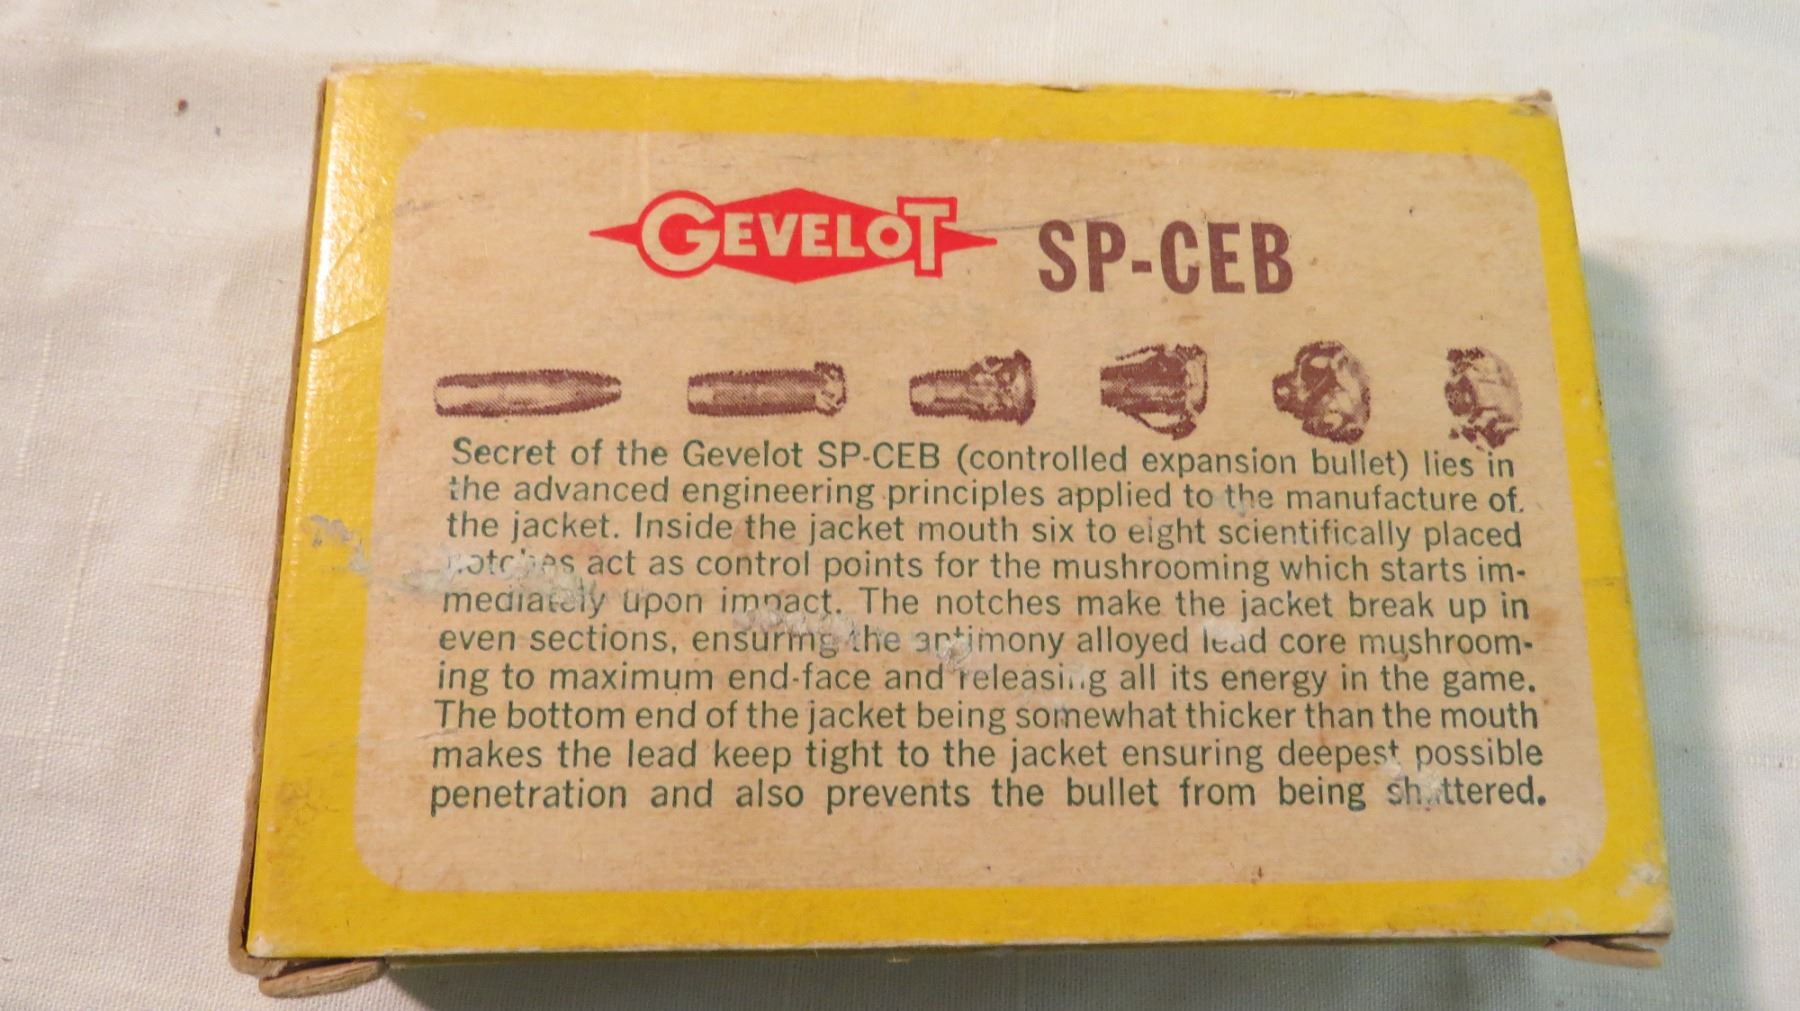 GEVELOT SP-CEB
Secret of the Gevelot SP-CEB (controlled expansion bullet) lies in
the advanced engineering principles applied to the manufacture of
the jacket. Inside the jacket mouth six to eight scientifically placed
notches act as control points for the mushrooming which starts im-
mediately upon impact. The notches make the jacket break up in
even sections, ensuring the antimony alloyed lead core mushroom-
ing to maximum end-face and releasing all its energy in the game.
The bottom end of the jacket being somewhat thicker than the mouth
makes the lead keep tight to the jacket ensuring deepest possible
penetration and also prevents the bullet from being shattered.